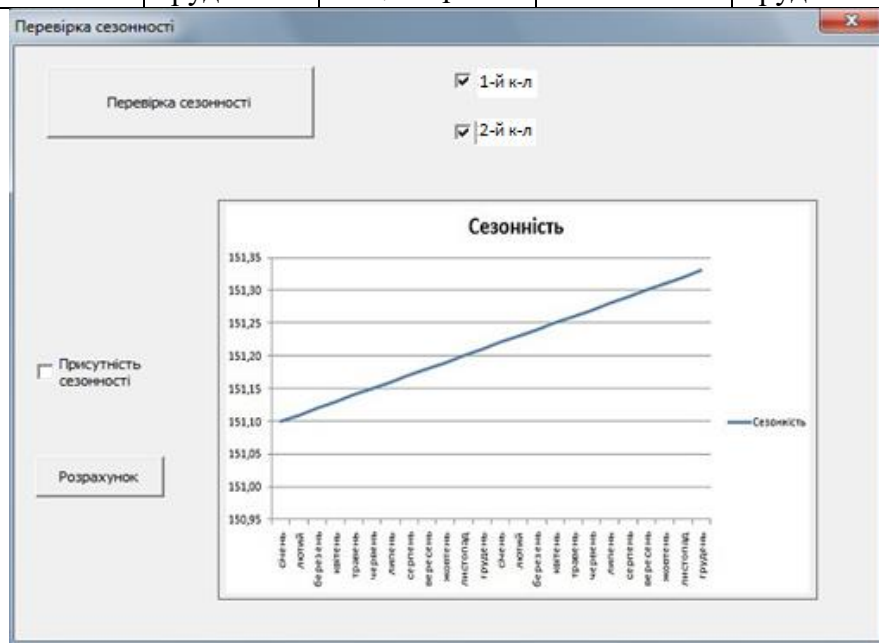 Перевірка сезонності
Перевірка сезонності
1-й к-л
2-й к-л
Сезонність
151,35
151,30
151,25
151,20
151,15
151,10
151,05
151,00
150,95
січень
лютий
березень
квітень
травень
червень
липень
серпень
вересень
жовтень
листопад
грудень
січень
лютий
березень
квітень
травень
червень
липень
серпень
вересень
жовтень
листопад
грудень
Сезонність
Присутність
сезонності
Розрахунок